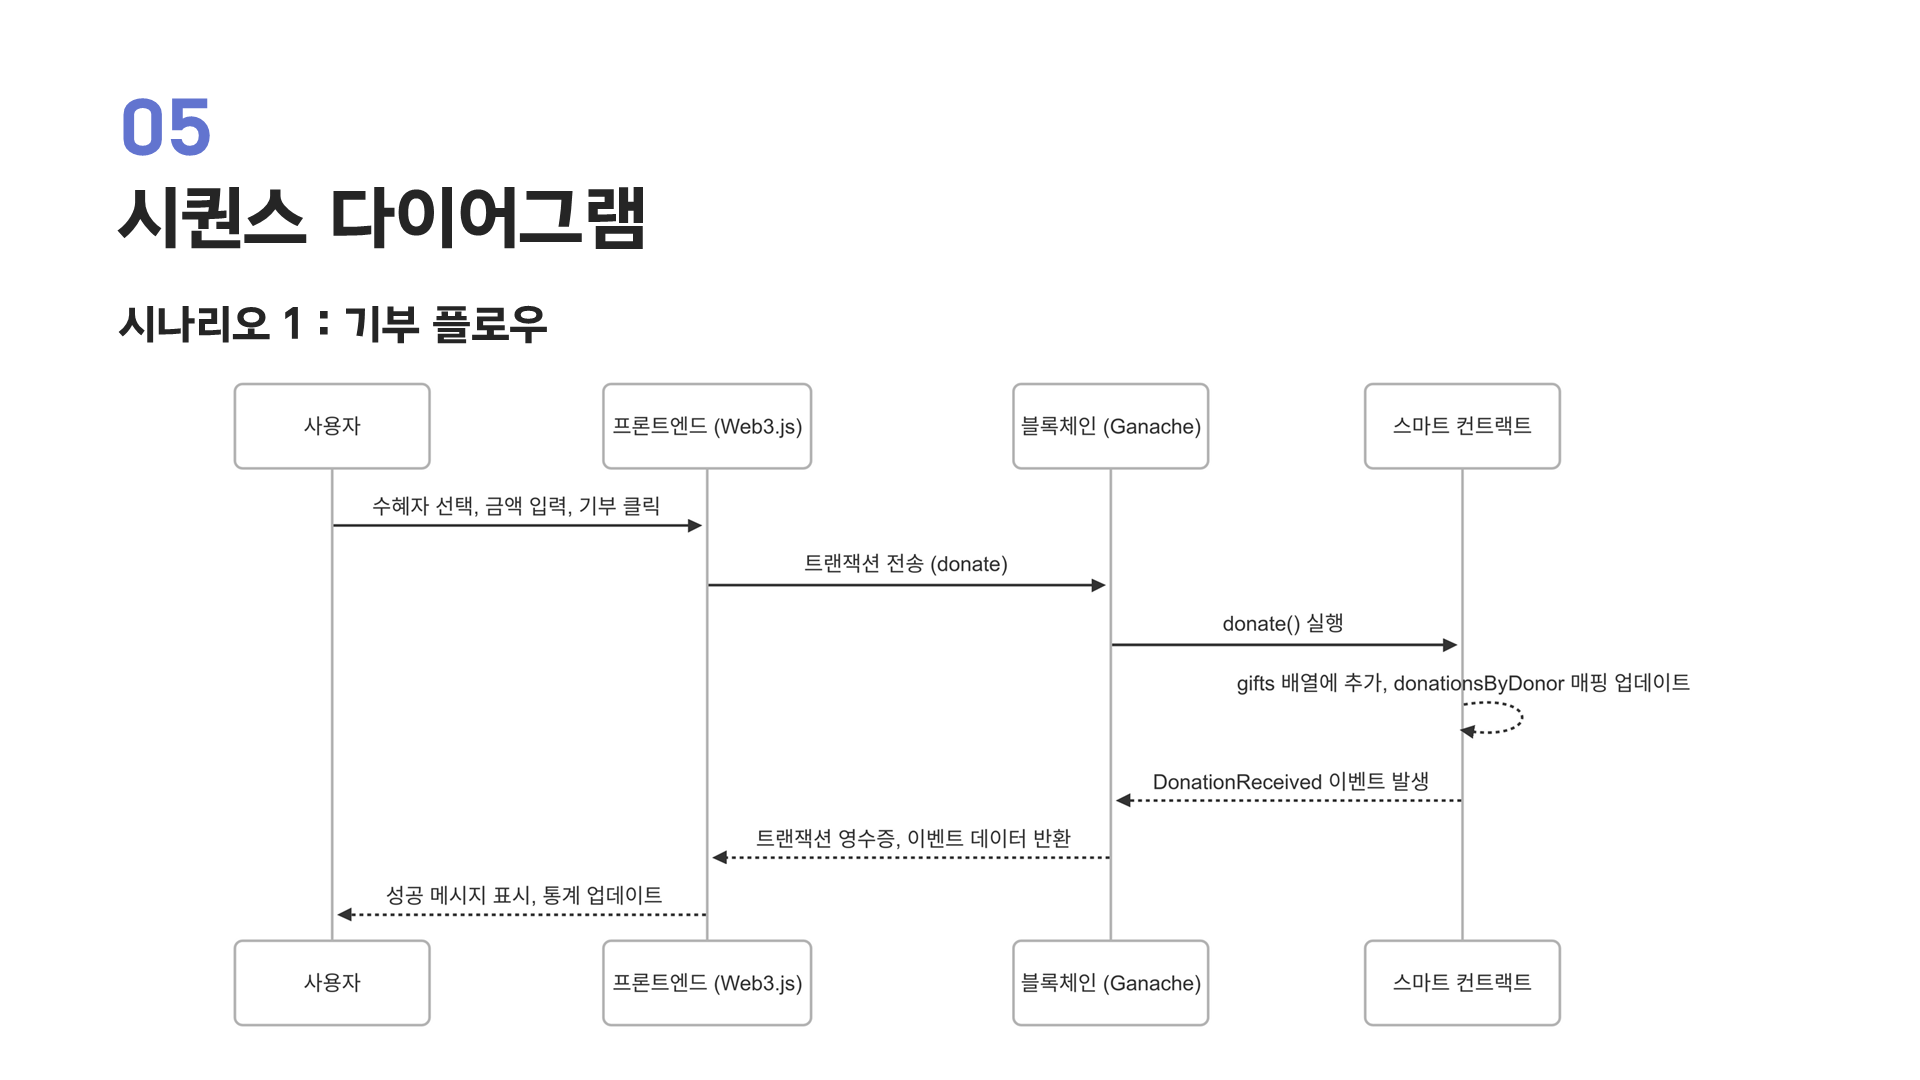 05
시퀀스 다이어그램
시나리오 1 : 기부 플로우
사용자
프론트엔드 (Web3.js)
블록체인 (Ganache)
스마트 컨트랙트
수혜자 선택, 금액 입력, 기부 클릭
트랜잭션 전송 (donate)
donate() 실행
gifts 배열에 추가, donationsByDonor 매핑 업데이트
DonationReceived 이벤트 발생
트랜잭션 영수증, 이벤트 데이터 반환
성공 메시지 표시, 통계 업데이트
사용자
프론트엔드 (Web3.js)
블록체인 (Ganache)
스마트 컨트랙트